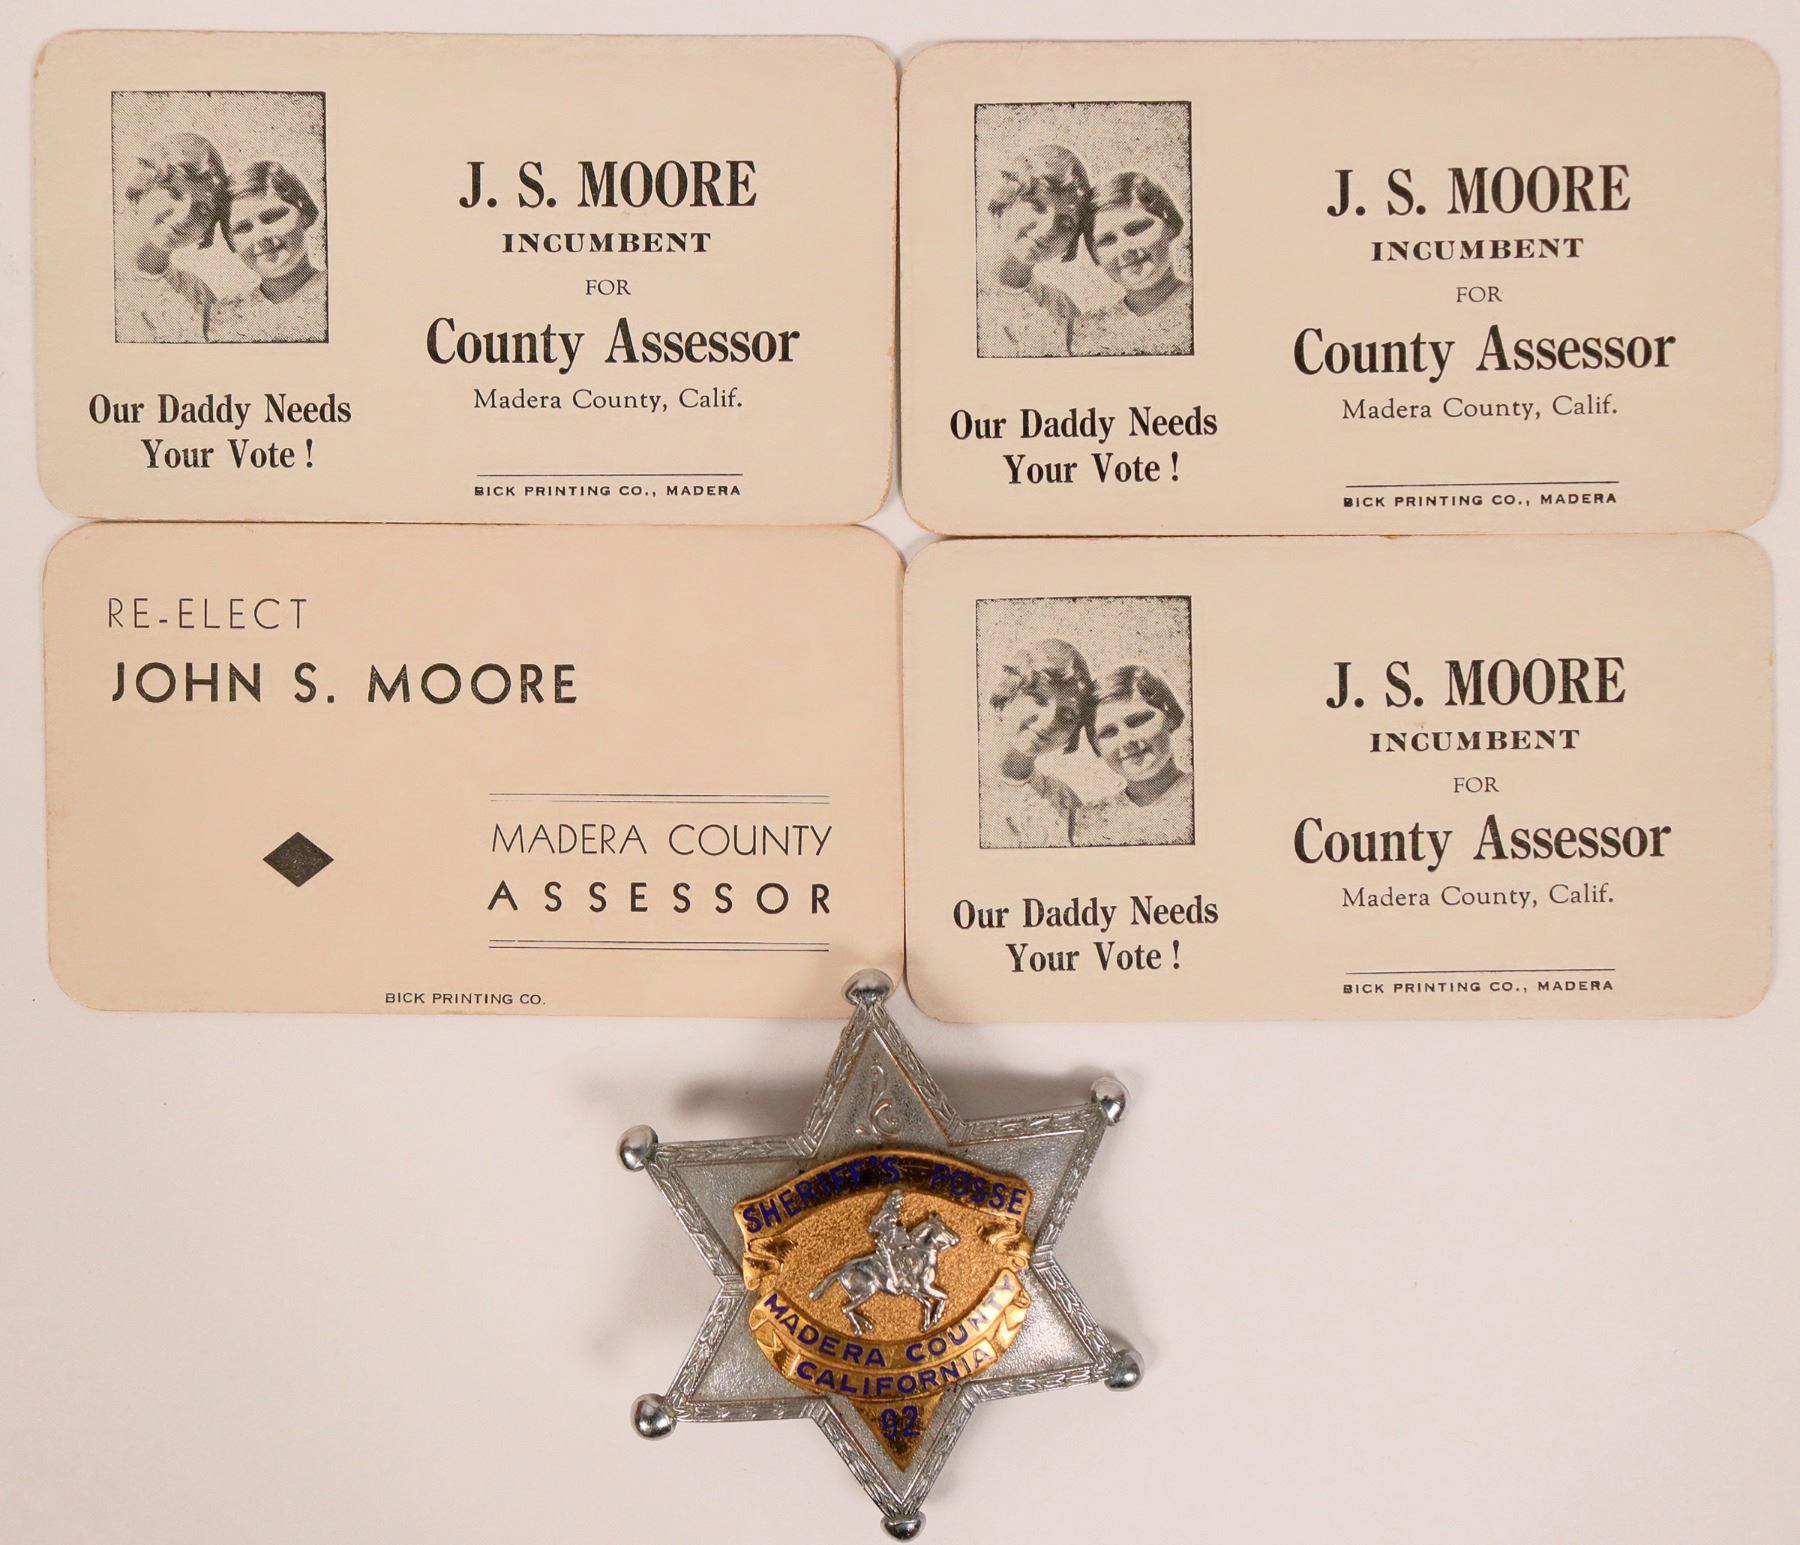 J. S. MOORE
INCUMBENT
FOR
County Assessor
Madera County, Calif.
Our Daddy Needs
Your Vote !
BICK PRINTING CO., MADERA
J. S. MOORE
INCUMBENT
FOR
County Assessor
Madera County, Calif.
Our Daddy Needs
Your Vote !
BICK PRINTING CO., MADERA
RE-ELECT
JOHN S. MOORE
MADERA COUNTY
ASSESSOR
BICK PRINTING CO.
J. S. MOORE
INCUMBENT
FOR
County Assessor
Madera County, Calif.
Our Daddy Needs
Your Vote !
BICK PRINTING CO., MADERA
SHERIFF'S POSSE
MADERA COUNTY
CALIFORNIA
92